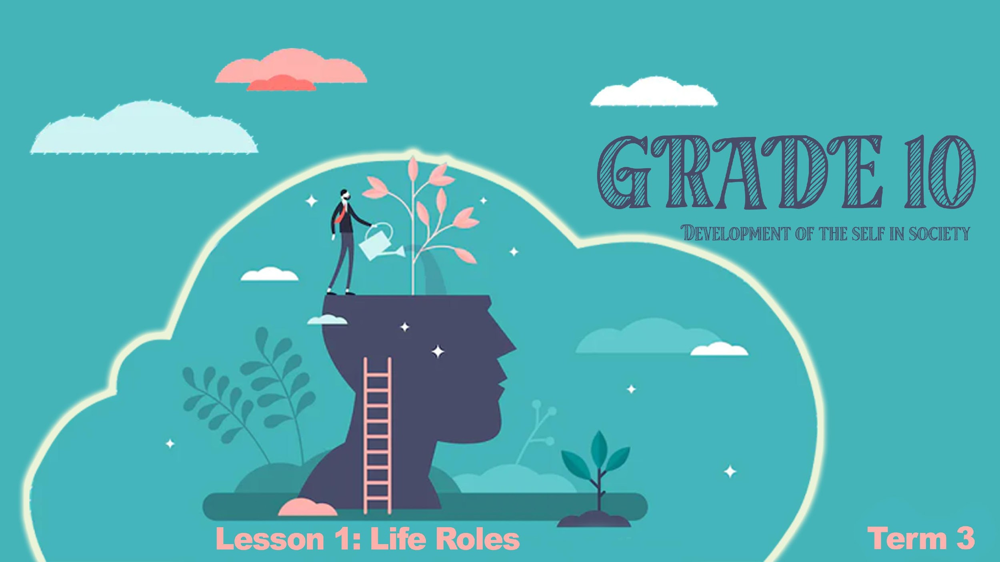 GRADE 10
DEVELOPMENT OF THE SELF IN SOCIETY
Lesson 1: Life Roles
Term 3